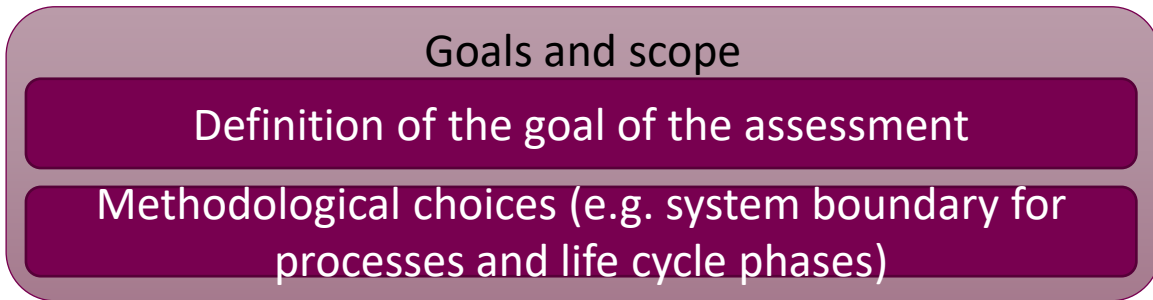 Goals and scope
Definition of the goal of the assessment
Methodological choices (e.g. system boundary for
processes and life cycle phases)